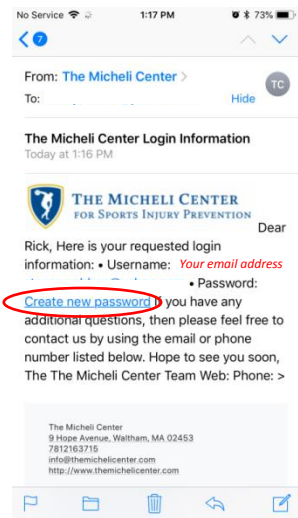 No Service 1:17 PM 73%
7
From: The Micheli Center >
TC
To: Hide
The Micheli Center Login Information
Today at 1:16 PM
THE MICHELI CENTER
FOR SPORTS INJURY PREVENTION
Dear
Rick, Here is your requested login
information: • Username: Your email address
• Password:
Create new password If you have any
additional questions, then please feel free to
contact us by using the email or phone
number listed below. Hope to see you soon,
The The Micheli Center Team Web: Phone: >
The Micheli Center
9 Hope Avenue, Waltham, MA 02453
7812163715
info@themichelicenter.com
http://www.themichelicenter.com